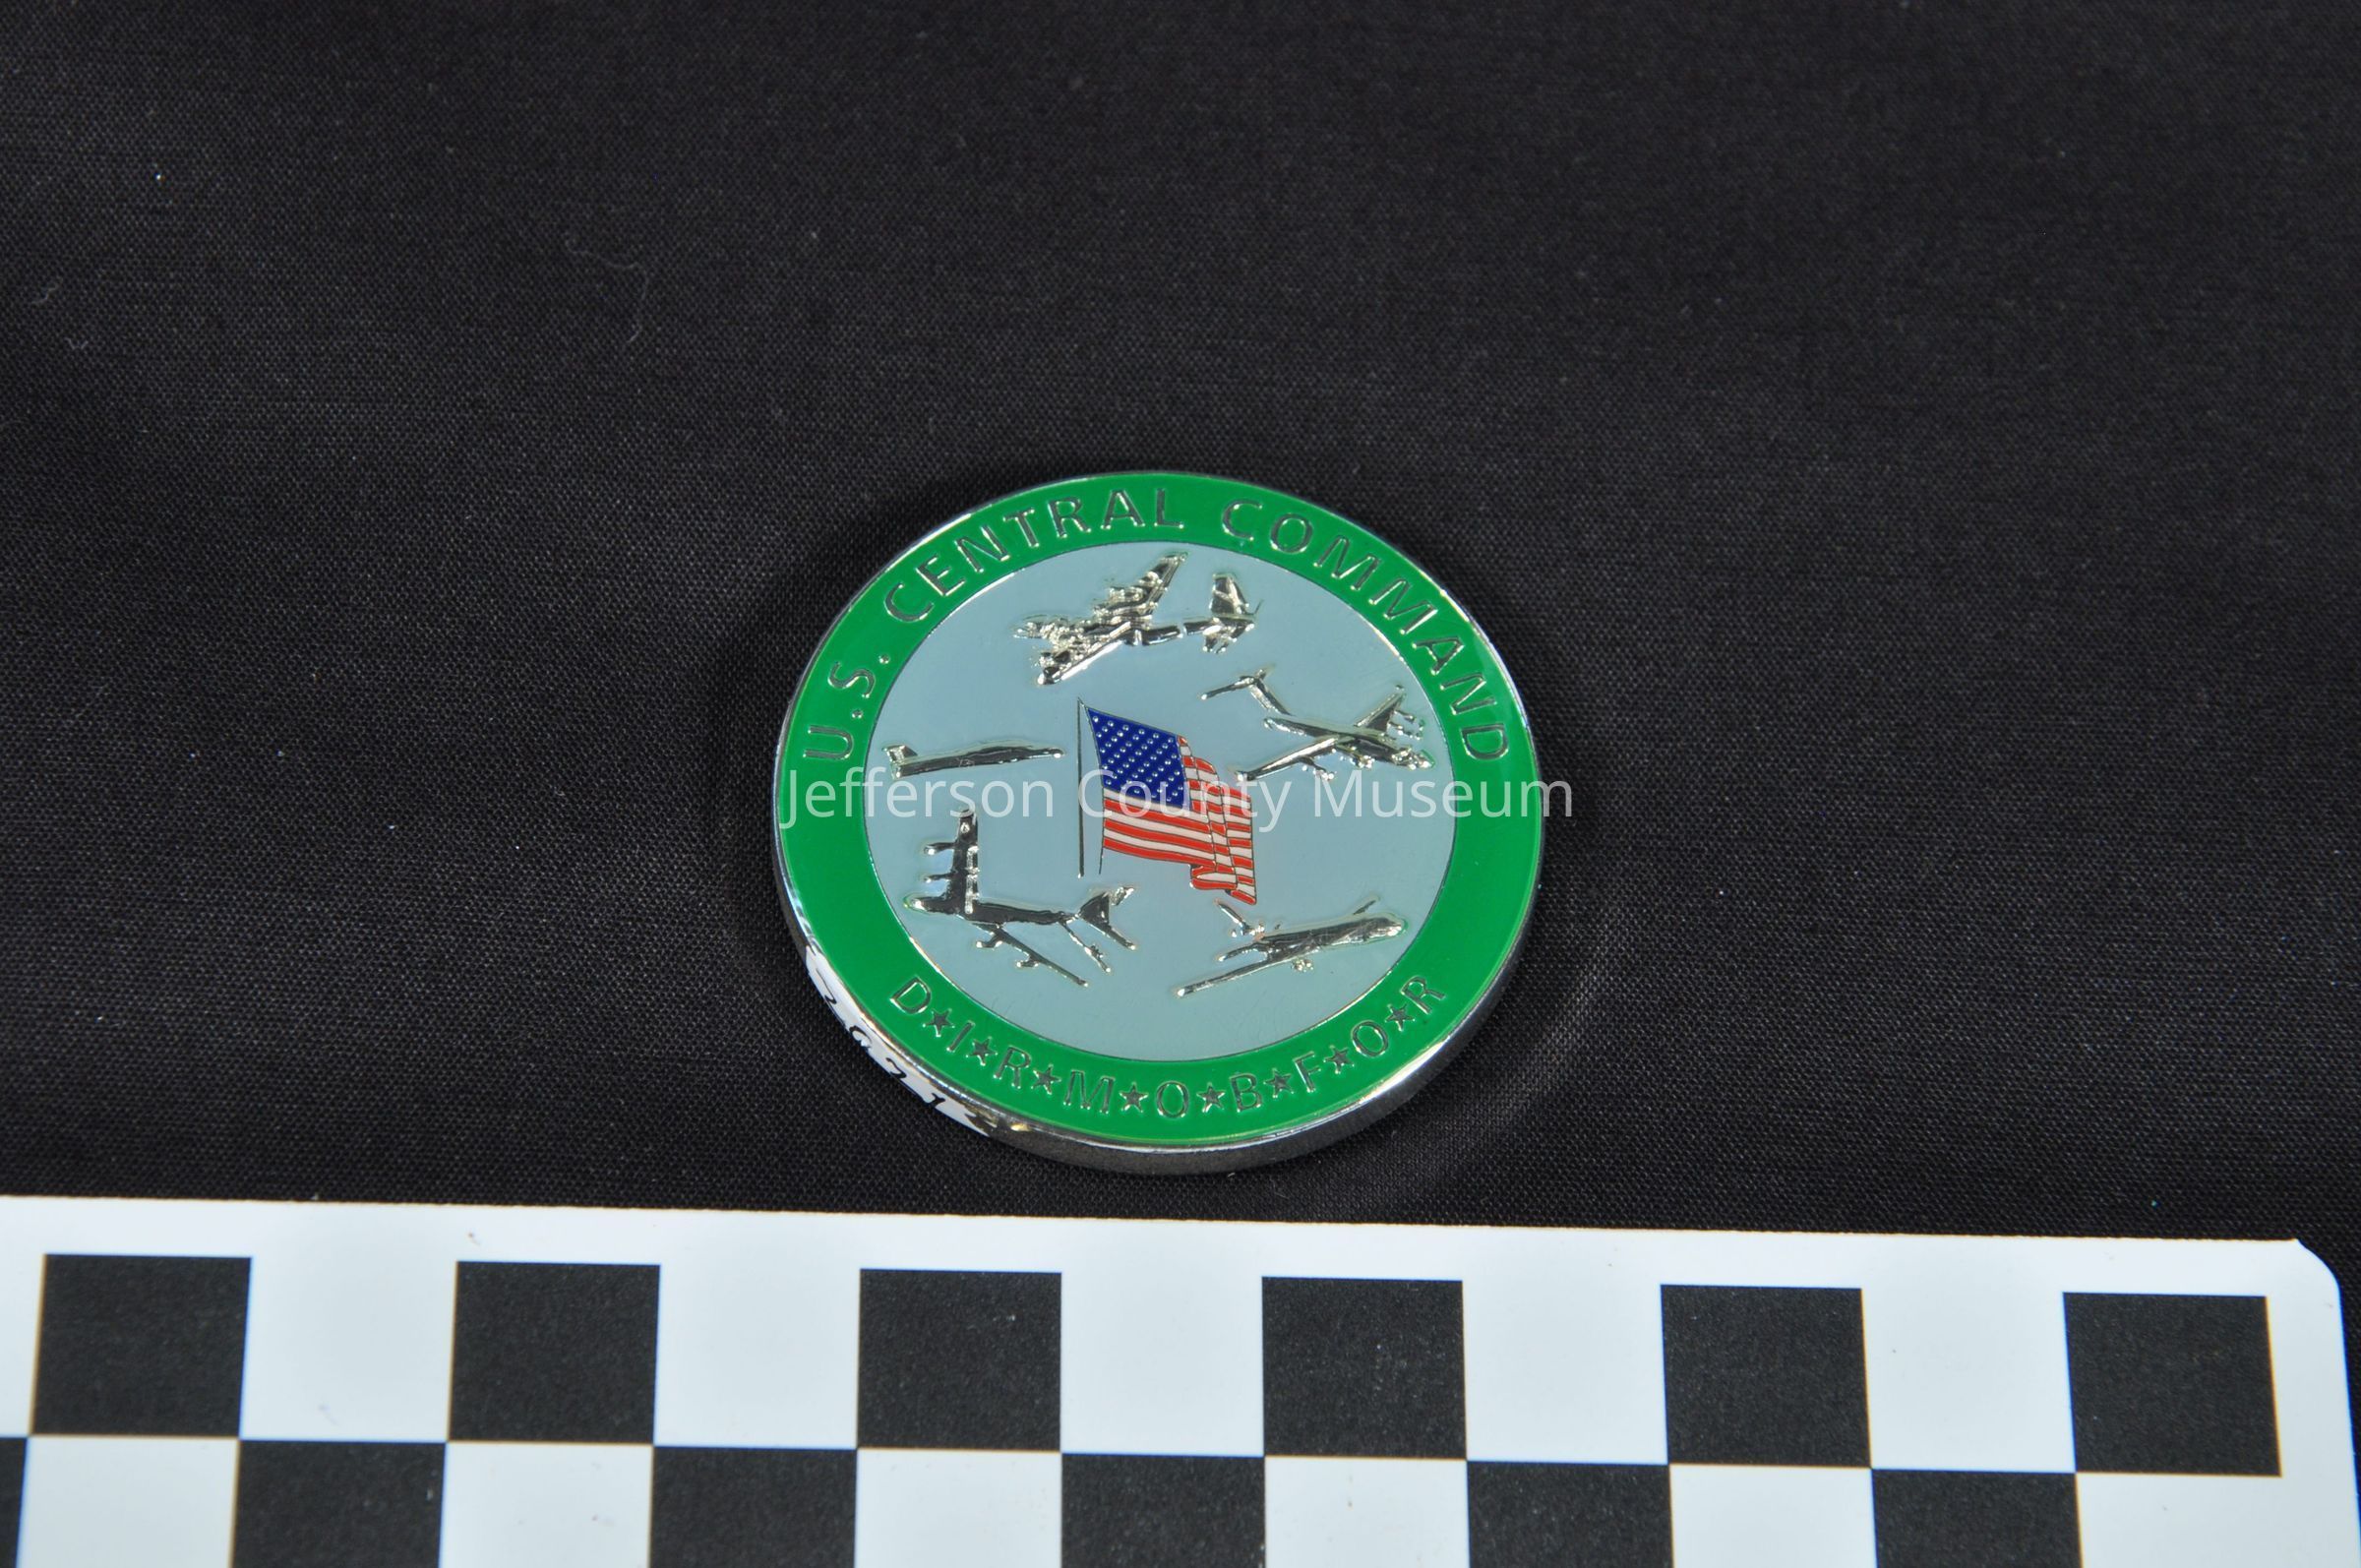 U.S. CENTRAL COMMAND
Jefferson County Museum
D★I★R★M★O★B★F★O★R